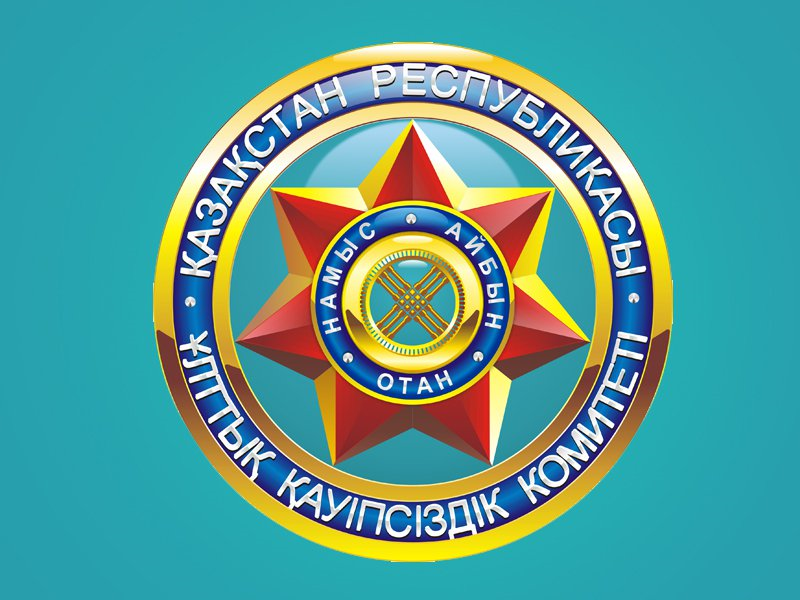 ҚАЗАҚСТАН РЕСПУБЛИКАСЫ
ҰЛТТЫҚ ҚАУІПСІЗДІК КОМИТЕТІ
НАМЫС
АЙБЫН
ОТАН